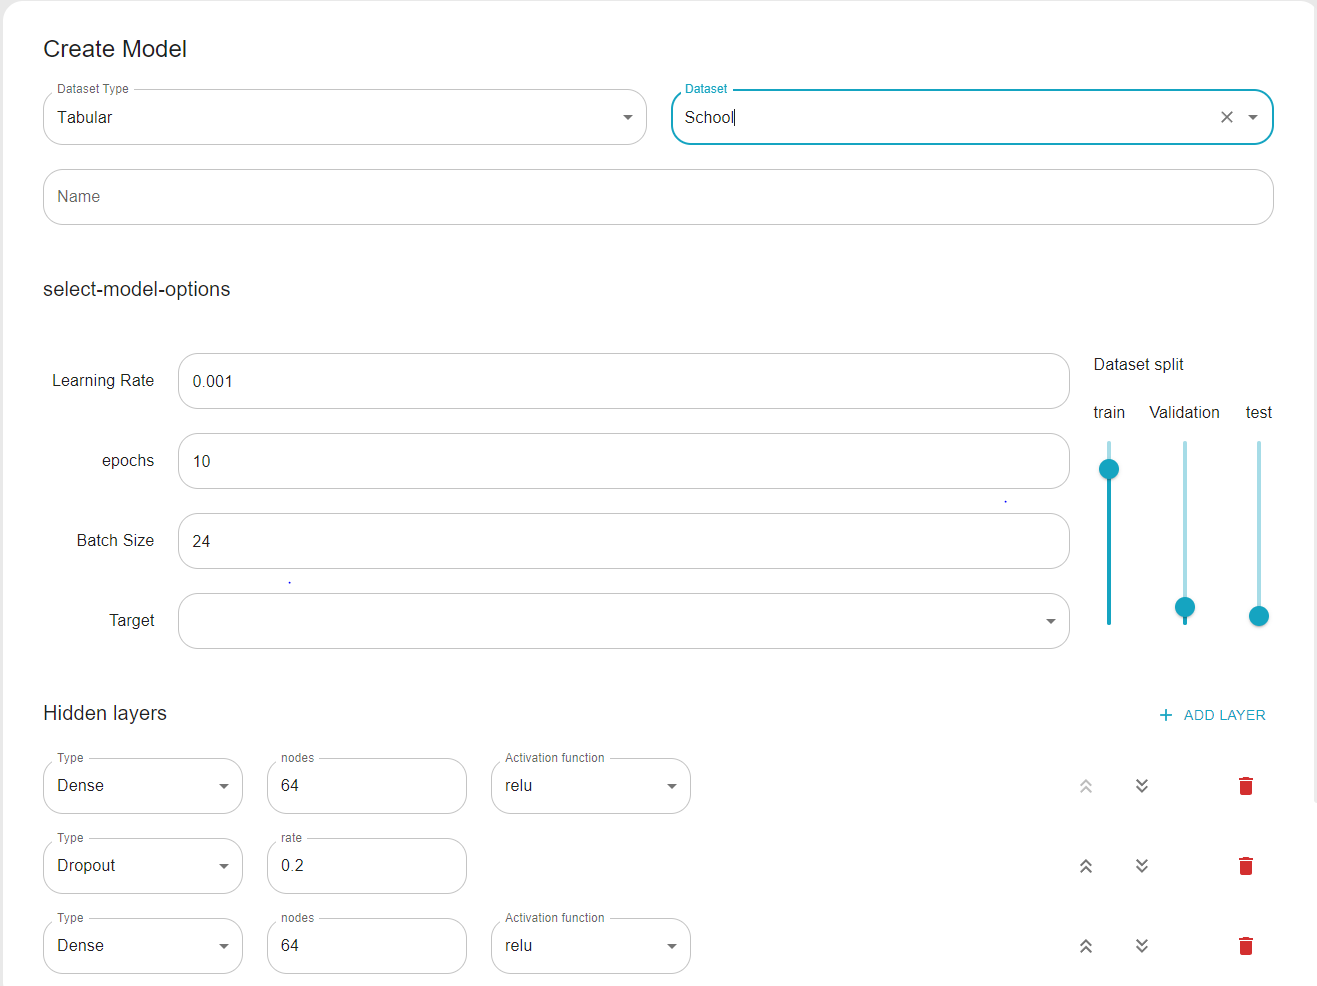 Create Model
Dataset Type
Tabular
Dataset
School
Name
select-model-options
Learning Rate
0.001
epochs
10
Batch Size
24
Target
Dataset split
train Validation test
Hidden layers
ADD LAYER
Type
Dense
nodes
64
Activation function
relu
Type
Dropout
rate
0.2
Type
Dense
nodes
64
Activation function
relu